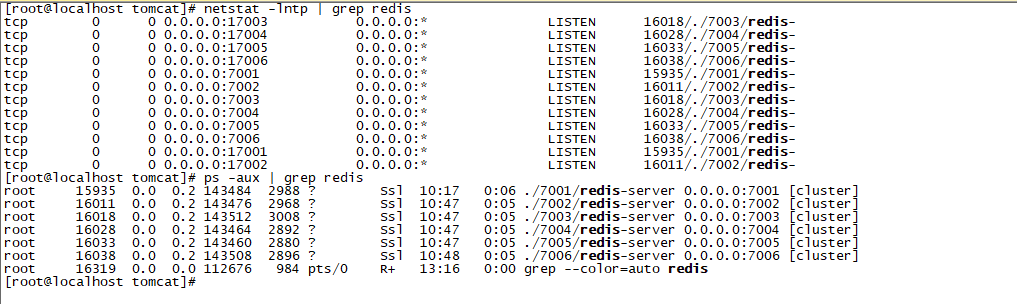 [root@localhost tomcat]# netstat -lntp | grep redis
tcp        0      0 0.0.0.0:17003           0.0.0.0:*               LISTEN      16018/./7003/redis-
tcp        0      0 0.0.0.0:17004           0.0.0.0:*               LISTEN      16028/./7004/redis-
tcp        0      0 0.0.0.0:17005           0.0.0.0:*               LISTEN      16033/./7005/redis-
tcp        0      0 0.0.0.0:17006           0.0.0.0:*               LISTEN      16038/./7006/redis-
tcp        0      0 0.0.0.0:7001            0.0.0.0:*               LISTEN      15935/./7001/redis-
tcp        0      0 0.0.0.0:7002            0.0.0.0:*               LISTEN      16011/./7002/redis-
tcp        0      0 0.0.0.0:7003            0.0.0.0:*               LISTEN      16018/./7003/redis-
tcp        0      0 0.0.0.0:7004            0.0.0.0:*               LISTEN      16028/./7004/redis-
tcp        0      0 0.0.0.0:7005            0.0.0.0:*               LISTEN      16033/./7005/redis-
tcp        0      0 0.0.0.0:7006            0.0.0.0:*               LISTEN      16038/./7006/redis-
tcp        0      0 0.0.0.0:17001           0.0.0.0:*               LISTEN      15935/./7001/redis-
tcp        0      0 0.0.0.0:17002           0.0.0.0:*               LISTEN      16011/./7002/redis-
[root@localhost tomcat]# ps -aux | grep redis
root     15935  0.0  0.2 143484  2988 ?        Ssl  10:17   0:06 ./7001/redis-server 0.0.0.0:7001 [cluster]
root     16011  0.0  0.2 143476  2968 ?        Ssl  10:47   0:05 ./7002/redis-server 0.0.0.0:7002 [cluster]
root     16018  0.0  0.2 143512  3008 ?        Ssl  10:47   0:05 ./7003/redis-server 0.0.0.0:7003 [cluster]
root     16028  0.0  0.2 143464  2892 ?        Ssl  10:47   0:05 ./7004/redis-server 0.0.0.0:7004 [cluster]
root     16033  0.0  0.2 143460  2880 ?        Ssl  10:47   0:05 ./7005/redis-server 0.0.0.0:7005 [cluster]
root     16038  0.0  0.2 143508  2896 ?        Ssl  10:48   0:05 ./7006/redis-server 0.0.0.0:7006 [cluster]
root     16319  0.0  0.0 112676   984 pts/0    R+   13:16   0:00 grep --color=auto redis
[root@localhost tomcat]#